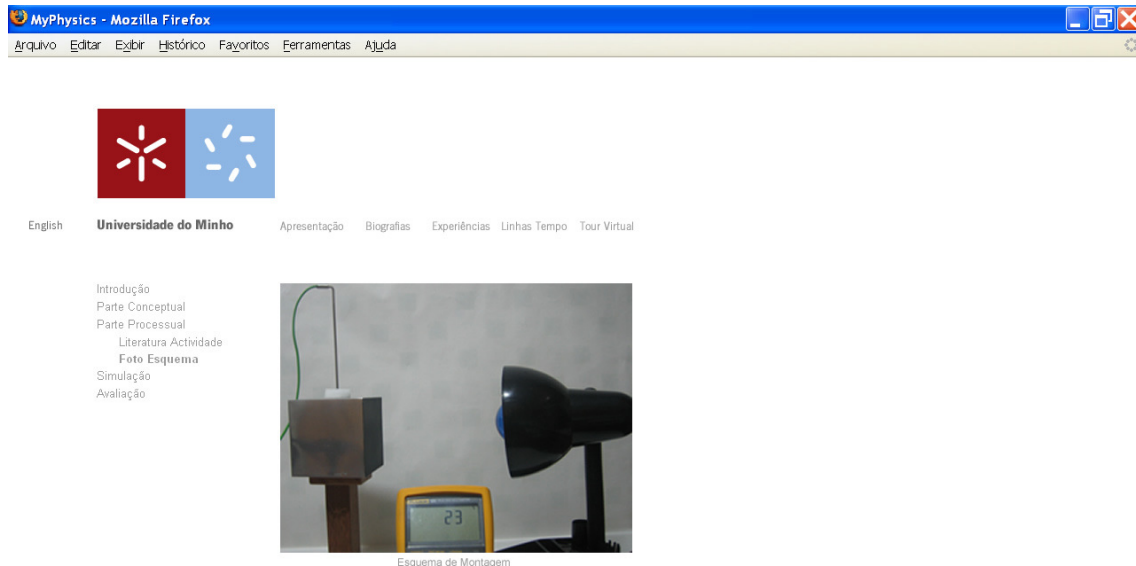 MyPhysics - Mozilla Firefox
Arquivo Editar Exibir Histórico Favoritos Ferramentas Ajuda
English Universidade do Minho Apresentação Biografias Experiências Linhas Tempo Tour Virtual
Introdução
Parte Conceptual
Parte Processual
Literatura Actividade
Foto Esquema
Simulação
Avaliação
23
Esquema de Montagem